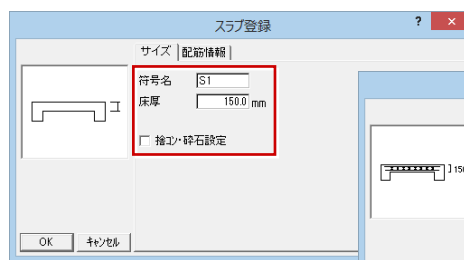 スラブ登録
? ×
サイズ 配筋情報
符号名 S1
床厚 150.0 mm
捨コン・砕石設定
150
OK キャンセル